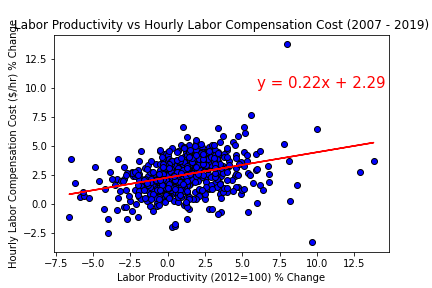 Labor Productivity vs Hourly Labor Compensation Cost (2007 - 2019)
Hourly Labor Compensation Cost ($/hr) % Change
12.5
10.0
7.5
5.0
2.5
0.0
−2.5
y = 0.22x + 2.29
−7.5 −5.0 −2.5 0.0 2.5 5.0 7.5 10.0 12.5
Labor Productivity (2012=100) % Change